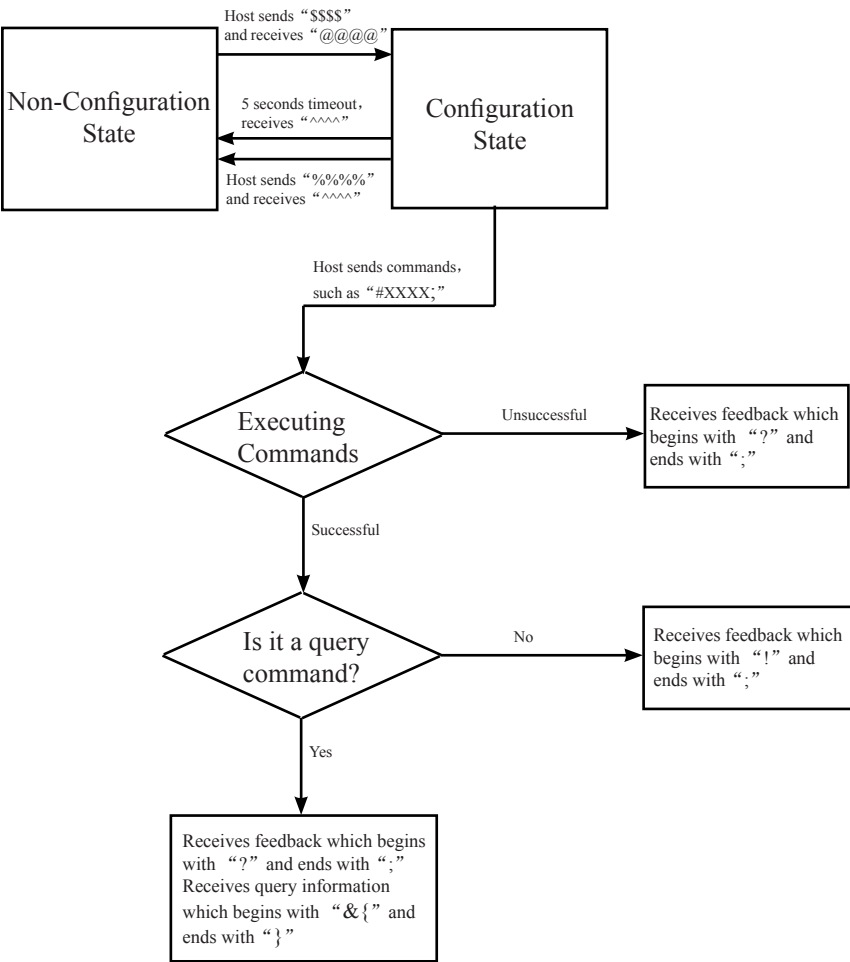 Host sends “$$$$”
and receives “@@@@”
Non-Configuration
State
5 seconds timeout,
receives “^^^^”
Configuration
State
Host sends “%%%%”
and receives “^^^^”
Host sends commands,
such as “#XXXX;”
Executing
Commands
Unsuccessful
Receives feedback which
begins with “?” and
ends with “;”
Successful
Is it a query
command?
No
Receives feedback which
begins with “!” and
ends with “;”
Yes
Receives feedback which begins
with “?” and ends with “;”
Receives query information
which begins with “&{” and
ends with “}”